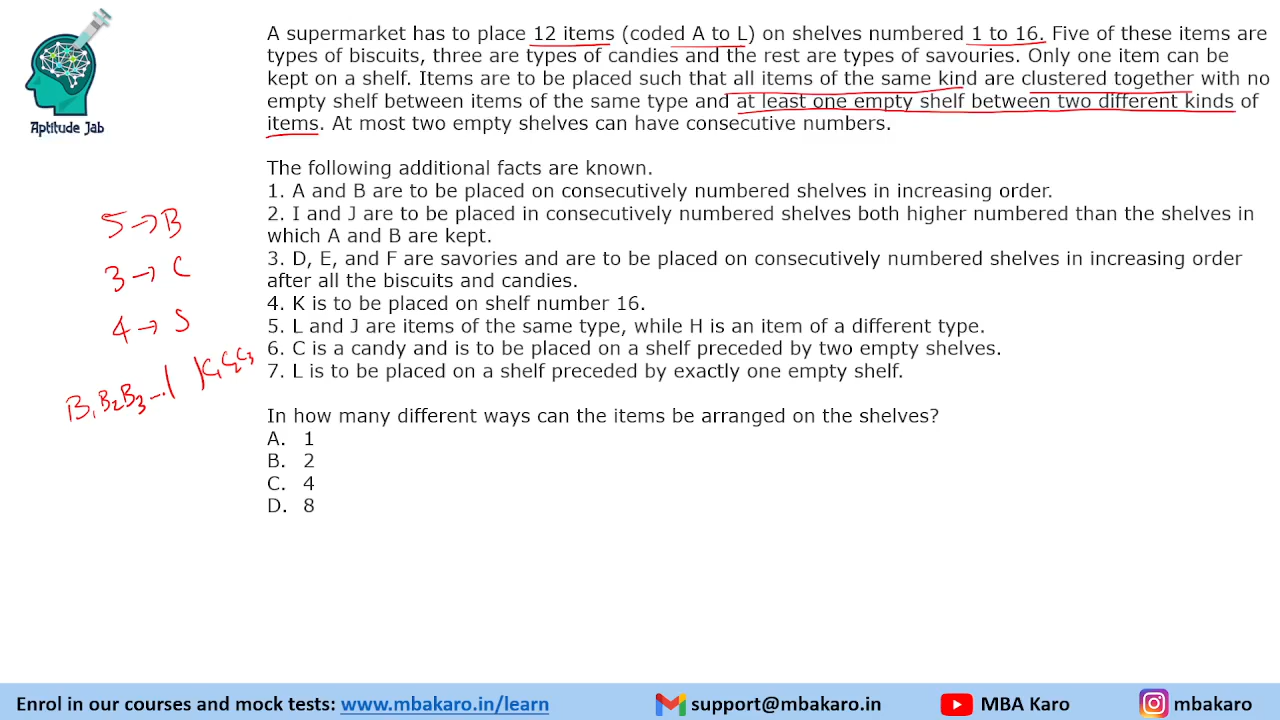 A supermarket has to place 12 items (coded A to L) on shelves numbered 1 to 16. Five of these items are
types of biscuits, three are types of candies and the rest are types of savouries. Only one item can be
kept on a shelf. Items are to be placed such that all items of the same kind are clustered together with no
empty shelf between items of the same type and at least one empty shelf between two different kinds of
items. At most two empty shelves can have consecutive numbers.
Aptitude Jab
The following additional facts are known.
1. A and B are to be placed on consecutively numbered shelves in increasing order.
2. I and J are to be placed in consecutively numbered shelves both higher numbered than the shelves in
which A and B are kept.
3. D, E, and F are savories and are to be placed on consecutively numbered shelves in increasing order
after all the biscuits and candies.
4. K is to be placed on shelf number 16.
5. L and J are items of the same type, while H is an item of a different type.
6. C is a candy and is to be placed on a shelf preceded by two empty shelves.
7. L is to be placed on a shelf preceded by exactly one empty shelf.
5 → B
3 → C
4 → S
B1 B2 B3 ... | | C1 C2 C3
In how many different ways can the items be arranged on the shelves?
A. 1
B. 2
C. 4
D. 8
Enrol in our courses and mock tests: www.mbakaro.in/learn support@mbakaro.in MBA Karo mbakaro